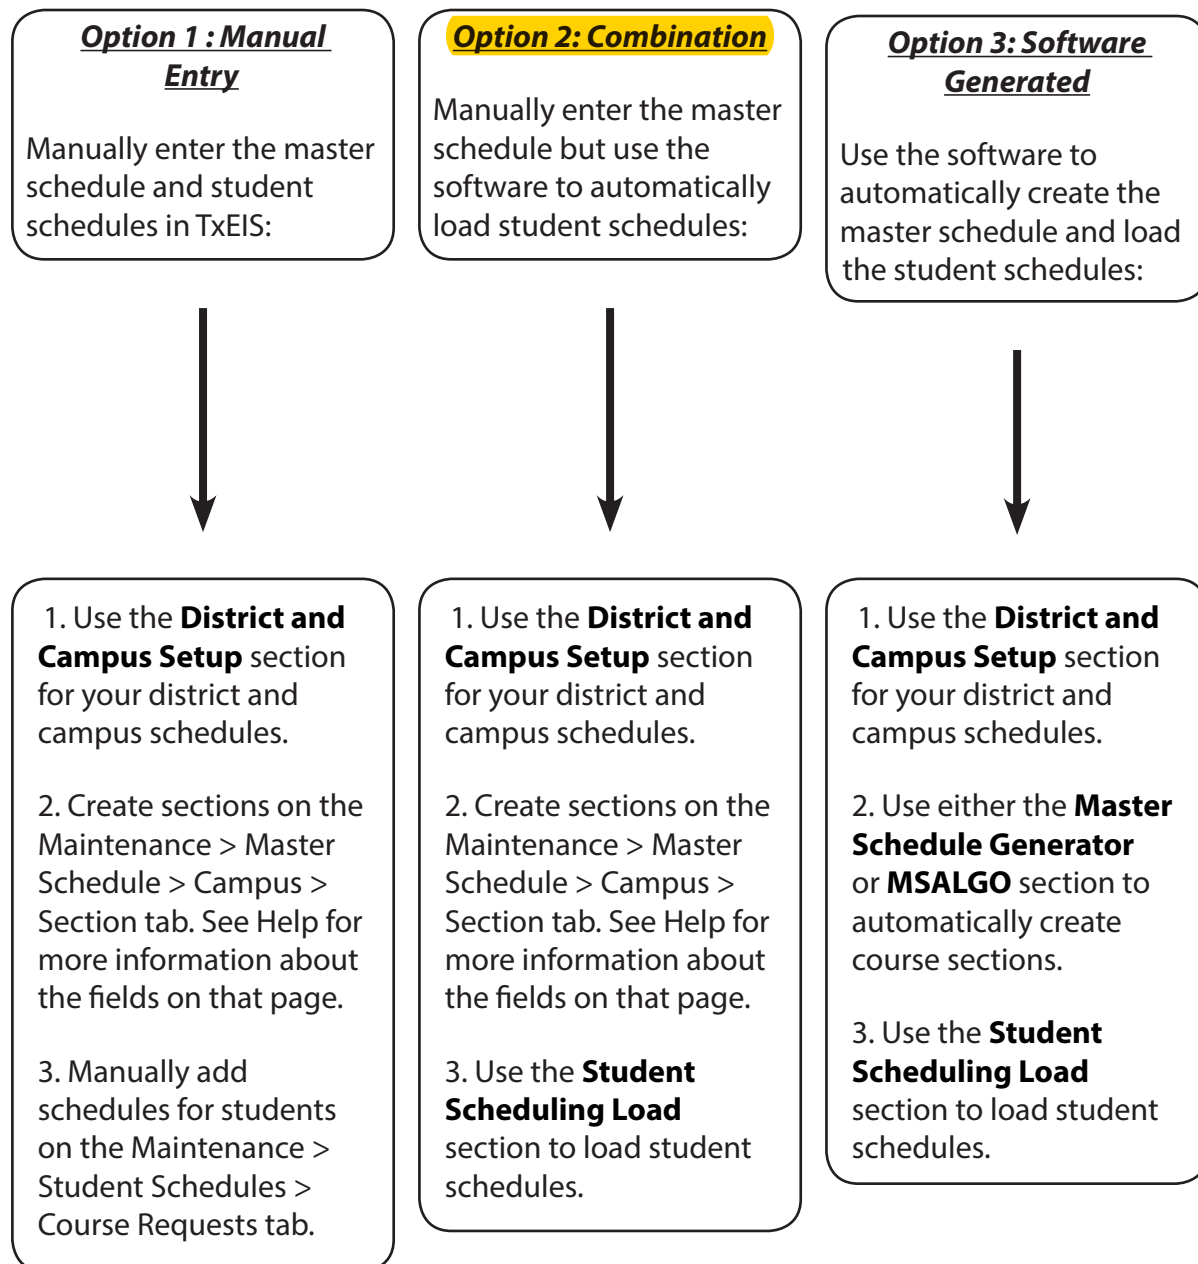 Option 1 : Manual
Entry
Manually enter the master
schedule and student
schedules in TxEIS:
Option 2: Combination
Manually enter the master
schedule but use the
software to automatically
load student schedules:
Option 3: Software
Generated
Use the software to
automatically create the
master schedule and load
the student schedules:
1. Use the District and
Campus Setup section
for your district and
campus schedules.
2. Create sections on the
Maintenance > Master
Schedule > Campus >
Section tab. See Help for
more information about
the fields on that page.
3. Manually add
schedules for students
on the Maintenance >
Student Schedules >
Course Requests tab.
1. Use the District and
Campus Setup section
for your district and
campus schedules.
2. Create sections on the
Maintenance > Master
Schedule > Campus >
Section tab. See Help for
more information about
the fields on that page.
3. Use the Student
Scheduling Load
section to load student
schedules.
1. Use the District and
Campus Setup section
for your district and
campus schedules.
2. Use either the Master
Schedule Generator
or MSALGO section to
automatically create
course sections.
3. Use the Student
Scheduling Load
section to load student
schedules.